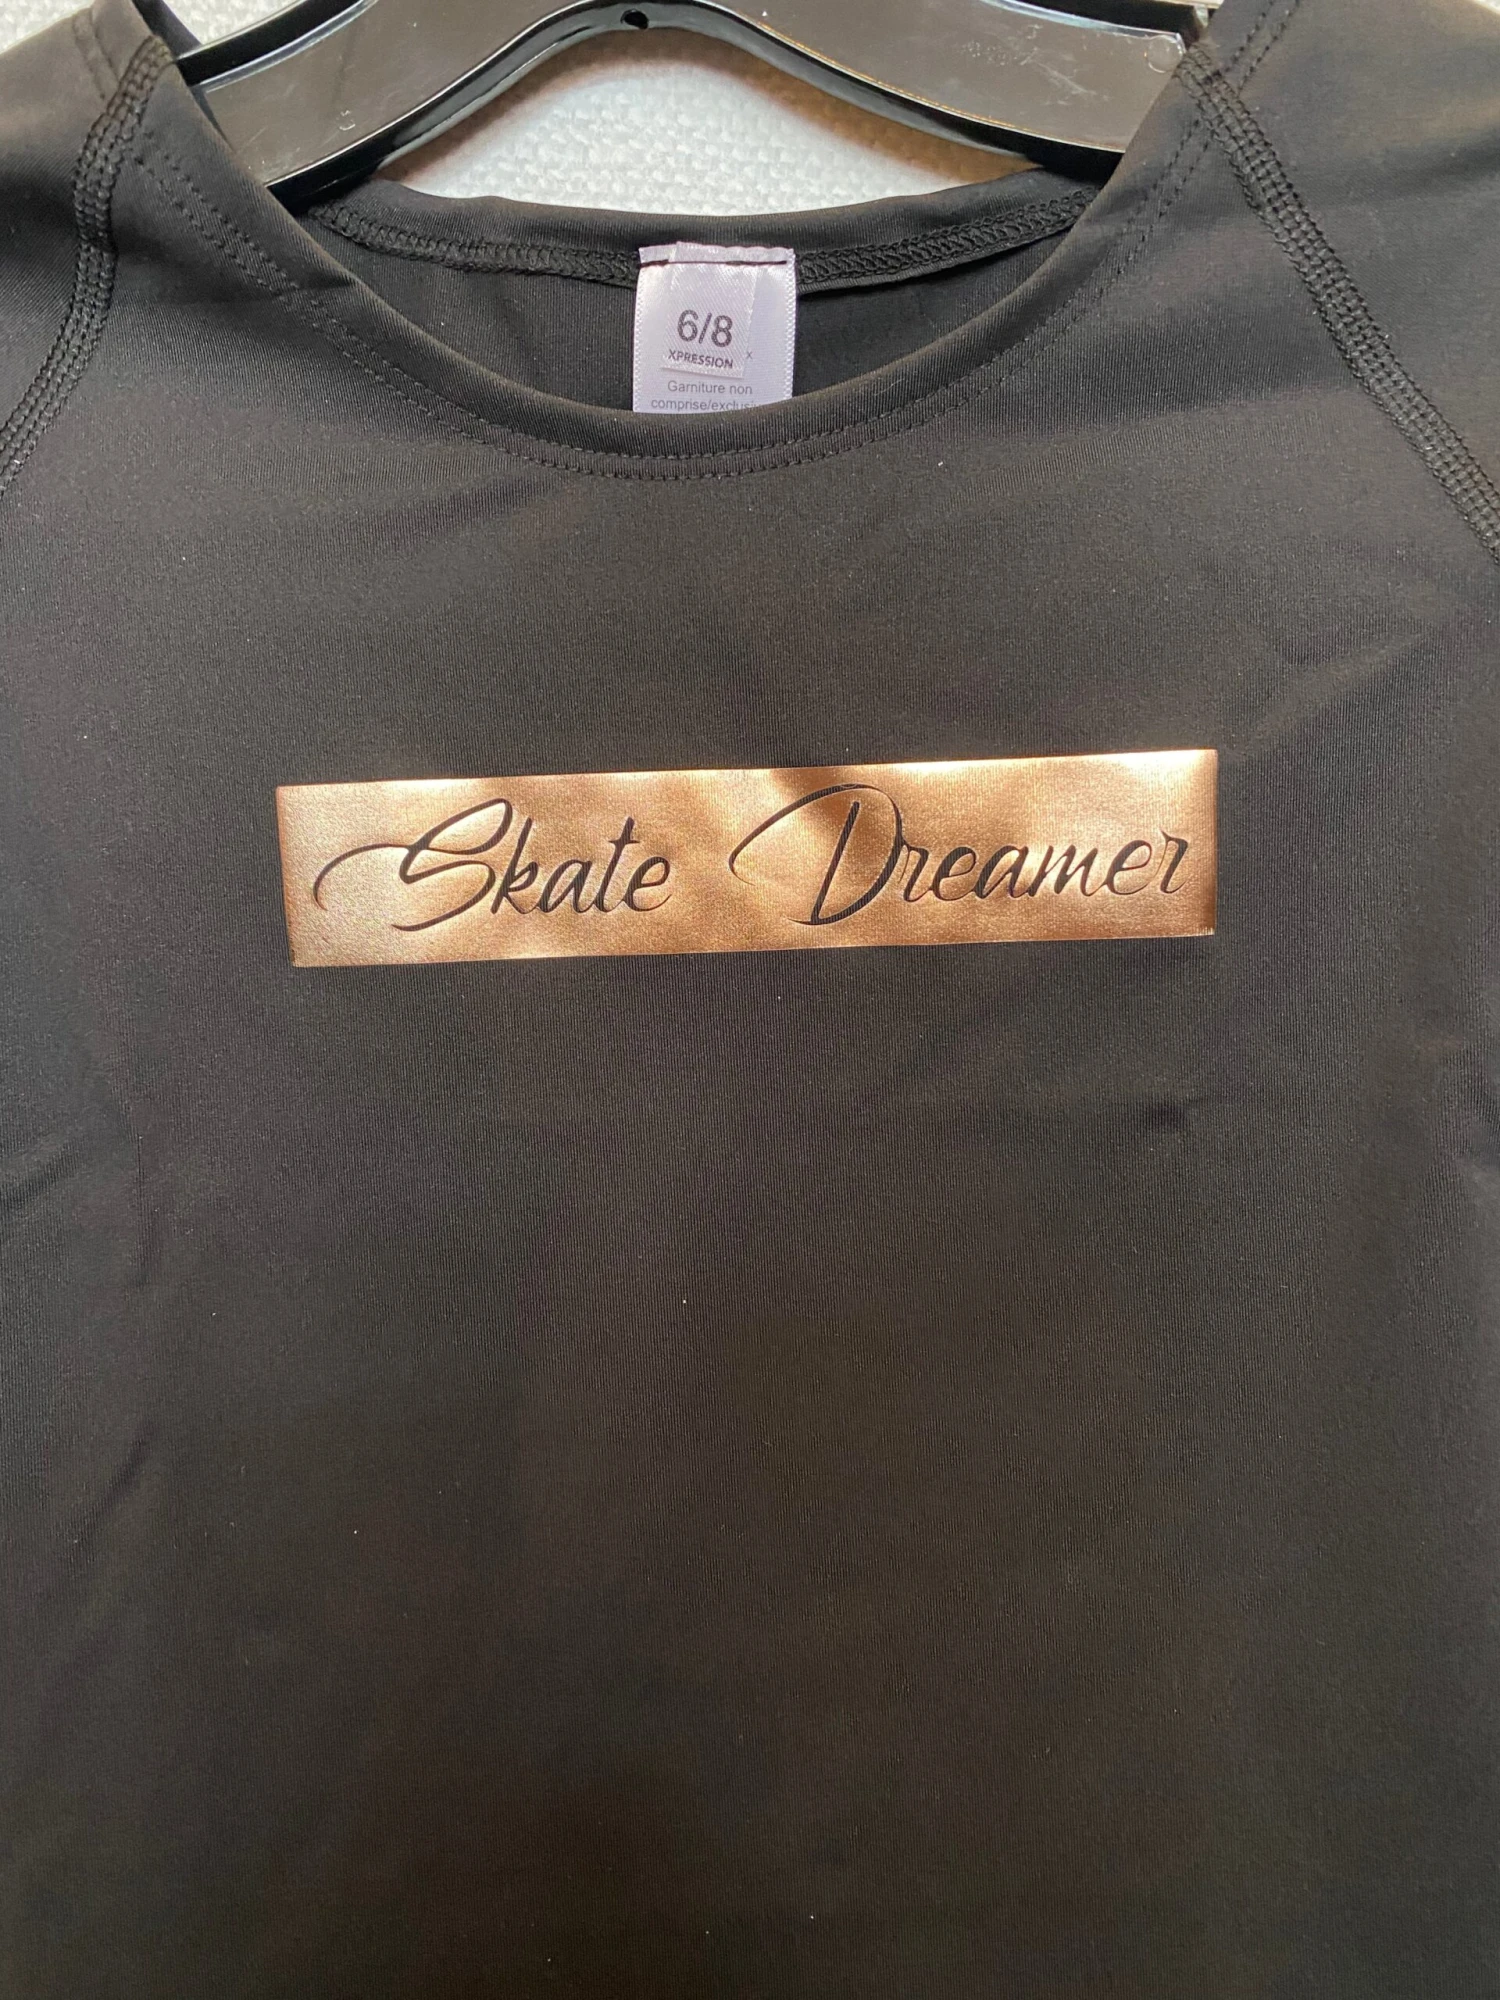 6/8
XPRESSION
x
Garniture non
Skate Dreamer